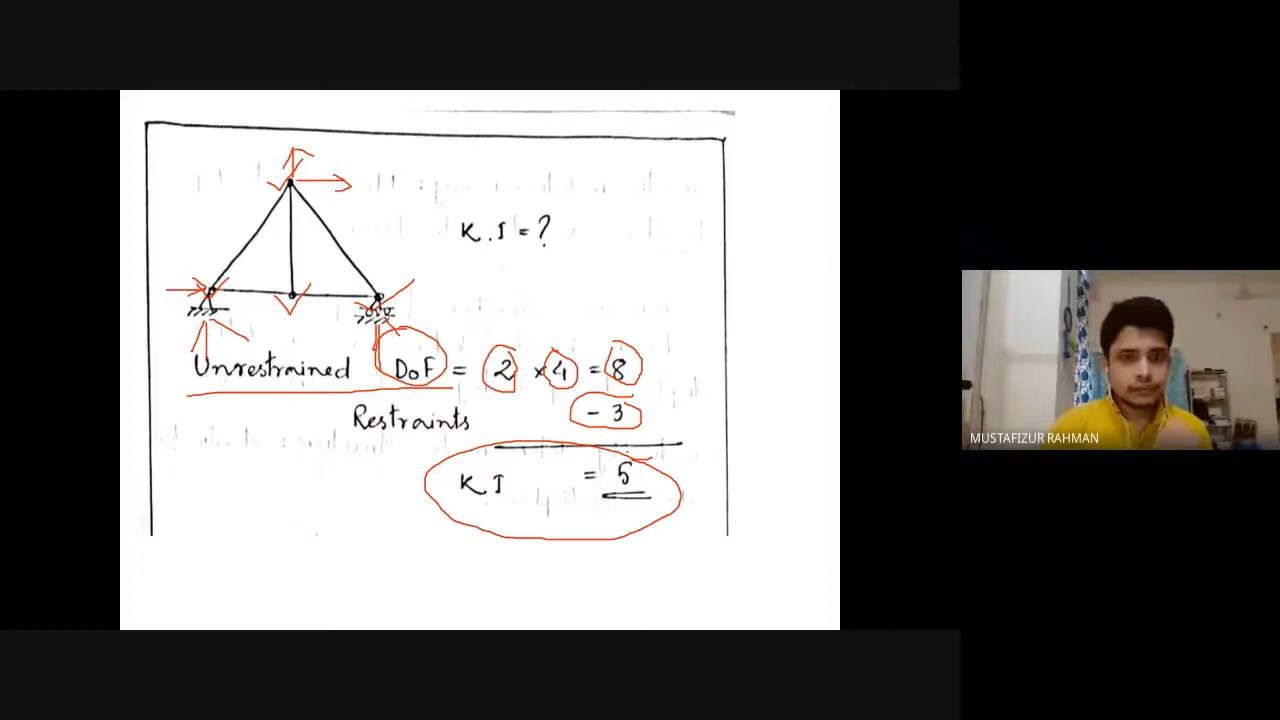 K.I = ?
Unrestrained DoF = 2 × 4 = 8
Restraints - 3
K.I = 5
MUSTAFIZUR RAHMAN